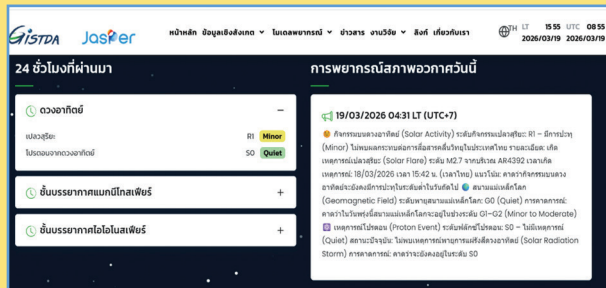 GISTDA
Jasper
หน้าหลัก ข้อมูลเชิงสังเกต โมเดลพยากรณ์ ข่าวสาร งานวิจัย ลิงก์ เกี่ยวกับเรา
TH LT 15 55 UTC 08 55
2026/03/19 2026/03/19
24 ชั่วโมงที่ผ่านมา
ดวงอาทิตย์ −
เปลวสุริยะ R1 Minor
โปรตอนจากดวงอาทิตย์ S0 Quiet
ชั้นบรรยากาศแมกนีโทสเฟียร์ +
ชั้นบรรยากาศไอโอโนสเฟียร์ +
การพยากรณ์สภาพอวกาศวันนี้
19/03/2026 04:31 LT (UTC+7)
กิจกรรมบนดวงอาทิตย์ (Solar Activity) ระดับกิจกรรมเปลวสุริยะ: R1 – มีการปะทุ
(Minor) ไม่พบผลกระทบต่อการสื่อสารคลื่นวิทยุในประเทศไทย รายละเอียด: เกิด
เหตุการณ์เปลวสุริยะ (Solar Flare) ระดับ M2.7 จากบริเวณ AR4392 เวลาเกิด
เหตุการณ์: 18/03/2026 เวลา 15:42 น. (เวลาไทย) แนวโน้ม: คาดว่ากิจกรรมบนดวง
อาทิตย์จะยังคงมีการปะทุในระดับต่ำในวันถัดไป สนามแม่เหล็กโลก
(Geomagnetic Field) ระดับพายุสนามแม่เหล็กโลก: G0 (Quiet) การคาดการณ์:
คาดว่าในวันพรุ่งนี้สนามแม่เหล็กโลกจะอยู่ในช่วงระดับ G1–G2 (Minor to Moderate)
เหตุการณ์โปรตอน (Proton Event) ระดับฟลักซ์โปรตอน: S0 – ไม่มีเหตุการณ์
(Quiet) สถานะปัจจุบัน: ไม่พบเหตุการณ์พายุการแผ่รังสีดวงอาทิตย์ (Solar Radiation
Storm) การคาดการณ์: คาดว่าจะยังคงอยู่ในระดับ S0